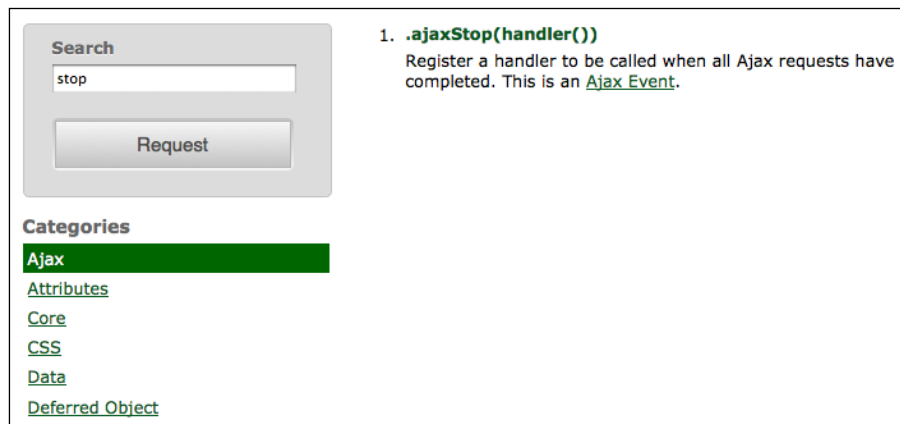 Search
stop
Request
Categories
Ajax
Attributes
Core
CSS
Data
Deferred Object
1. .ajaxStop(handler())
Register a handler to be called when all Ajax requests have
completed. This is an Ajax Event.